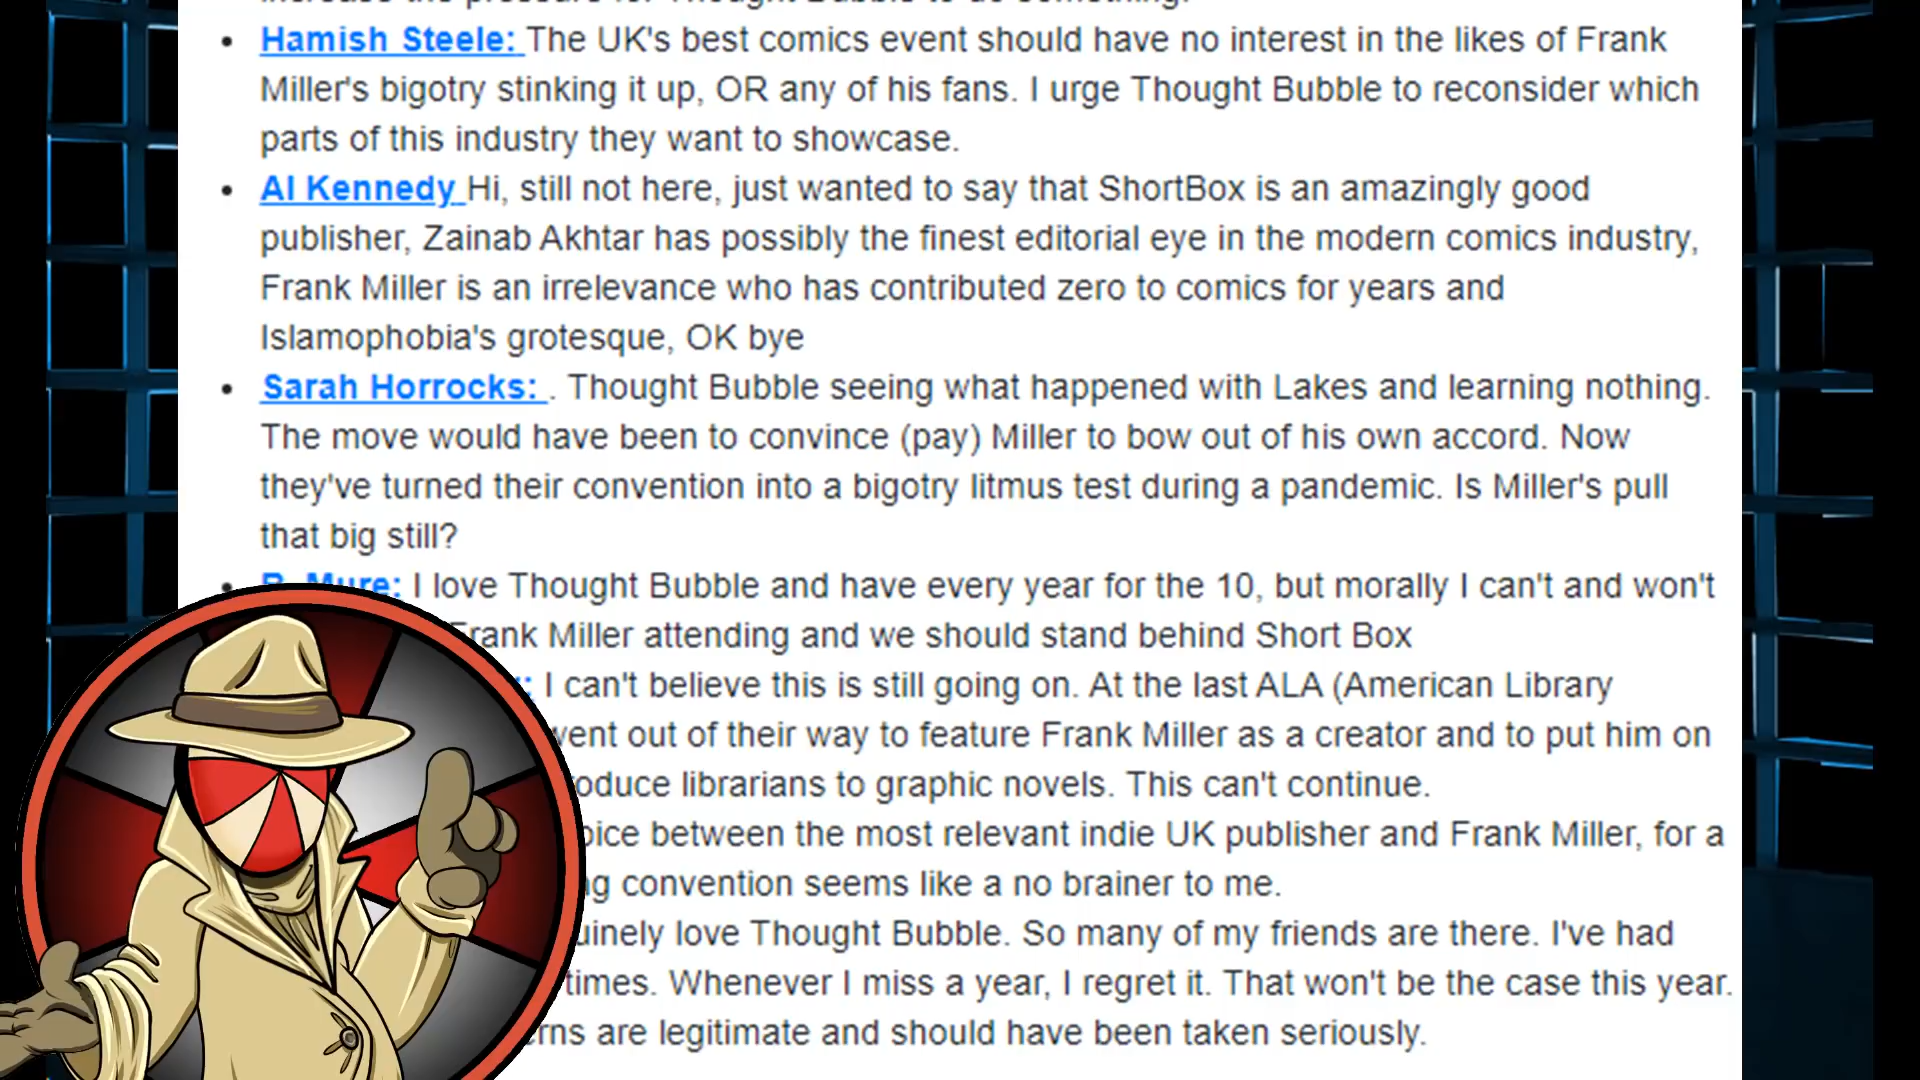 Hamish Steele: The UK's best comics event should have no interest in the likes of Frank
Miller's bigotry stinking it up, OR any of his fans. I urge Thought Bubble to reconsider which
parts of this industry they want to showcase.
Al Kennedy Hi, still not here, just wanted to say that ShortBox is an amazingly good
publisher, Zainab Akhtar has possibly the finest editorial eye in the modern comics industry,
Frank Miller is an irrelevance who has contributed zero to comics for years and
Islamophobia's grotesque, OK bye
Sarah Horrocks: . Thought Bubble seeing what happened with Lakes and learning nothing.
The move would have been to convince (pay) Miller to bow out of his own accord. Now
they've turned their convention into a bigotry litmus test during a pandemic. Is Miller's pull
that big still?
Mure: I love Thought Bubble and have every year for the 10, but morally I can't and won't
Frank Miller attending and we should stand behind Short Box
: I can't believe this is still going on. At the last ALA (American Library
went out of their way to feature Frank Miller as a creator and to put him on
librarians to graphic novels. This can't continue.
between the most relevant indie UK publisher and Frank Miller, for a
convention seems like a no brainer to me.
love Thought Bubble. So many of my friends are there. I've had
times. Whenever I miss a year, I regret it. That won't be the case this year.
are legitimate and should have been taken seriously.